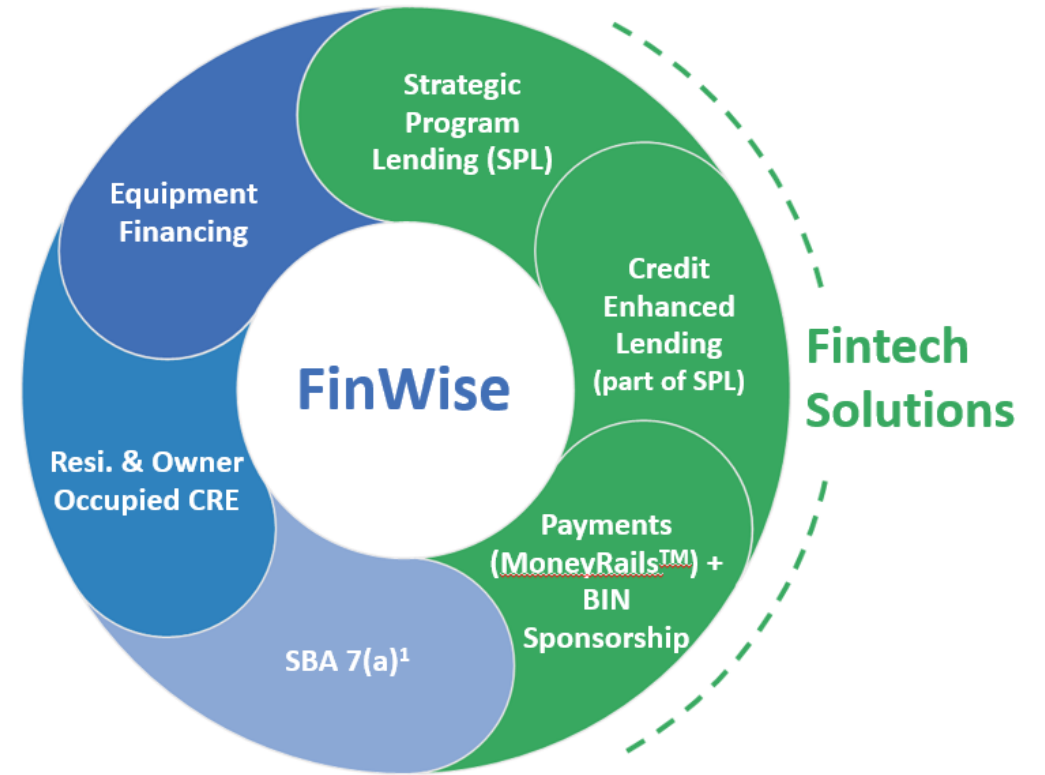 Strategic
Program
Lending (SPL)
Credit
Enhanced
Lending
(part of SPL)
Payments
(MoneyRails™) +
BIN
Sponsorship
SBA 7(a)¹
Resi. & Owner
Occupied CRE
Equipment
Financing
FinWise
Fintech
Solutions